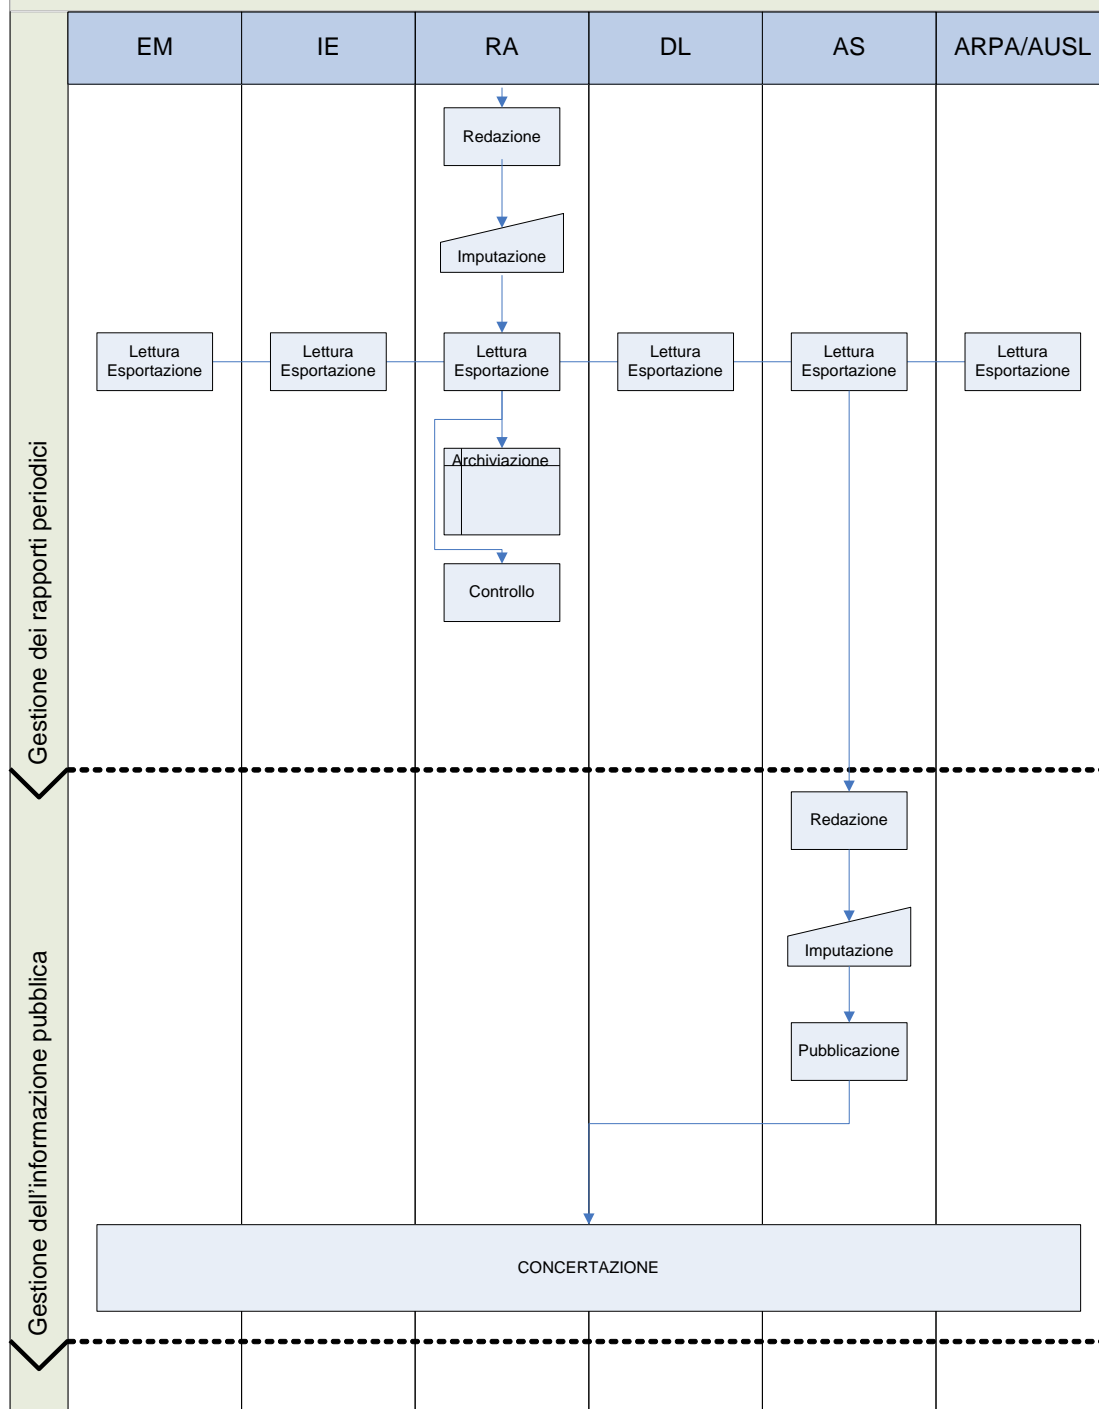 EM
IE
RA
DL
AS
ARPA/AUSL
Gestione dei rapporti periodici
Redazione
Imputazione
Lettura
Esportazione
Lettura
Esportazione
Lettura
Esportazione
Lettura
Esportazione
Lettura
Esportazione
Lettura
Esportazione
Archiviazione
Controllo
Gestione dell'informazione pubblica
Redazione
Imputazione
Pubblicazione
CONCERTAZIONE